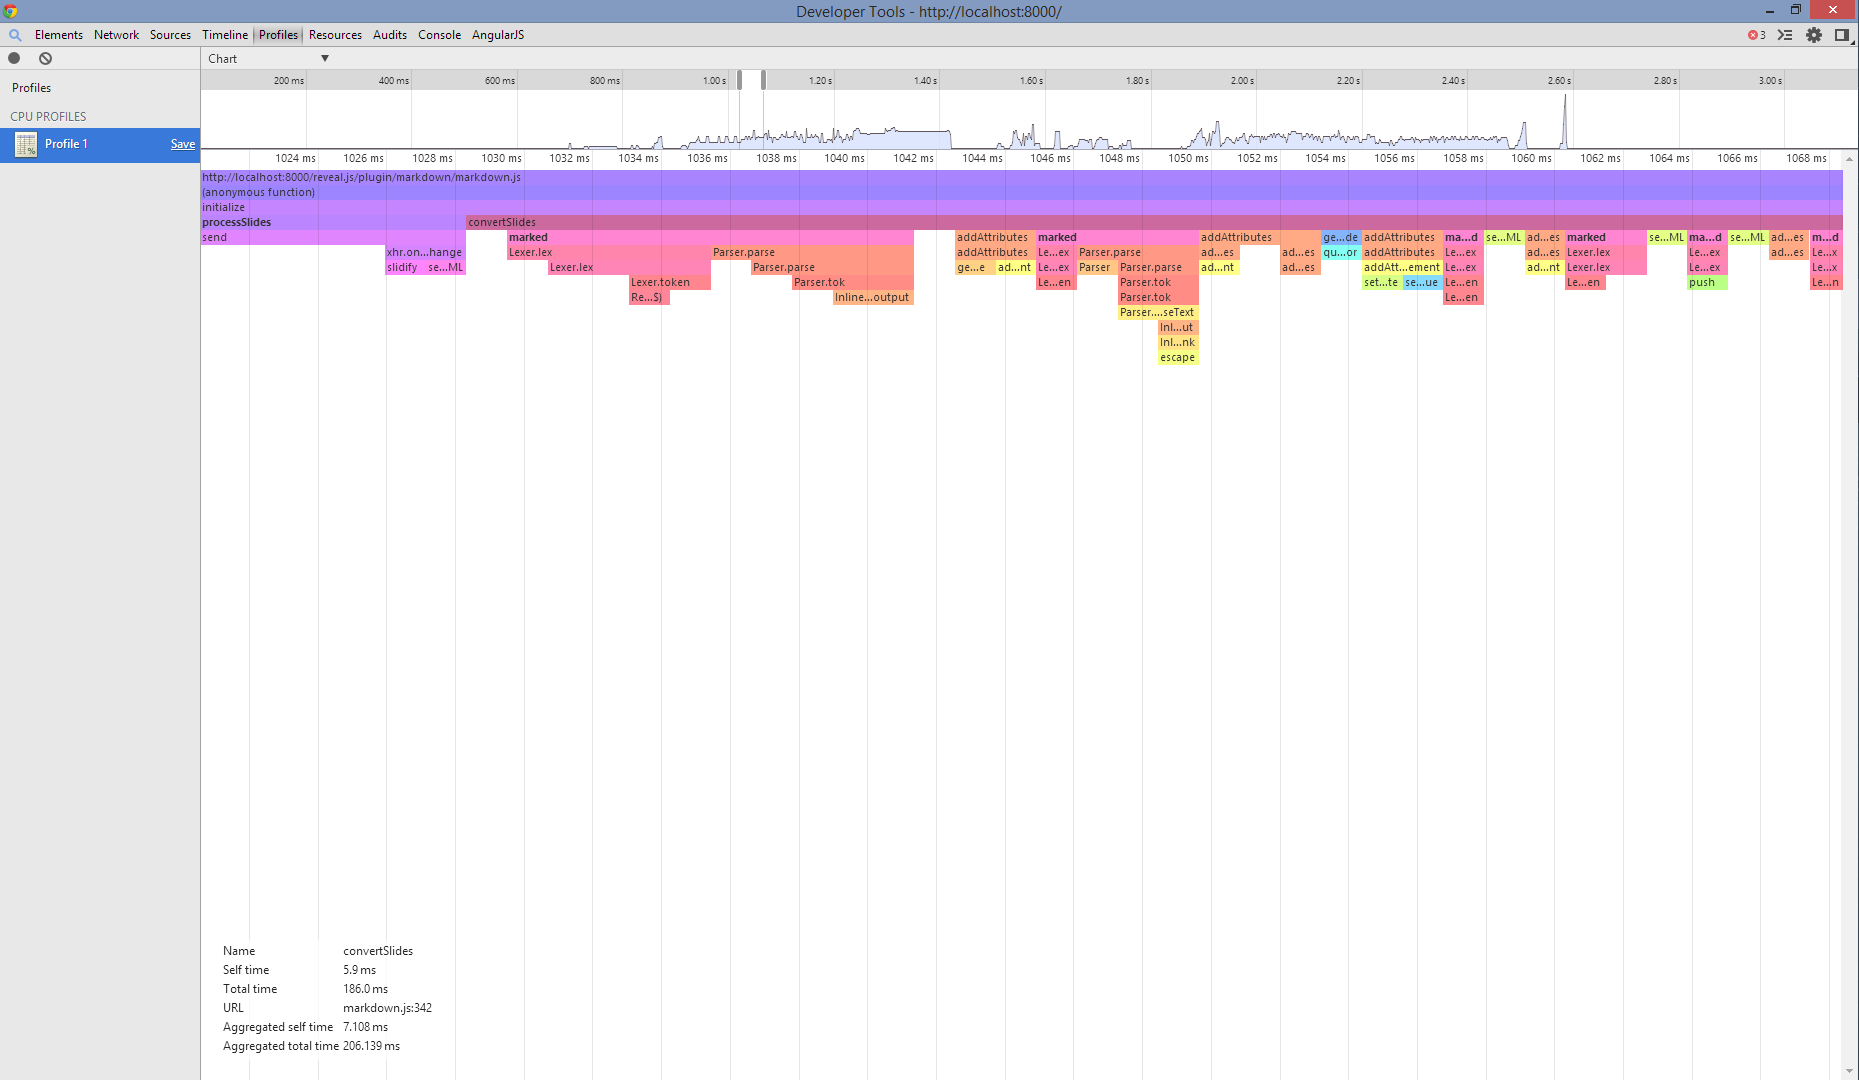 Developer Tools - http://localhost:8000/
Elements Network Sources Timeline Profiles Resources Audits Console AngularJS 3
Chart
Profiles
CPU PROFILES
Profile 1 Save
200 ms 400 ms 600 ms 800 ms 1.00 s 1.20 s 1.40 s 1.60 s 1.80 s 2.00 s 2.20 s 2.40 s 2.60 s 2.80 s 3.00 s
1024 ms 1026 ms 1028 ms 1030 ms 1032 ms 1034 ms 1036 ms 1038 ms 1040 ms 1042 ms 1044 ms 1046 ms 1048 ms 1050 ms 1052 ms 1054 ms 1056 ms 1058 ms 1060 ms 1062 ms 1064 ms 1066 ms 1068 ms
http://localhost:8000/reveal.js/plugin/markdown/markdown.js
(anonymous function)
initialize
processSlides convertSlides
send marked addAttributes marked addAttributes ge...de addAttributes ma...d se...ML ad...es marked se...ML ma...d se...ML ad...es m...d
xhr.on...hange Lexer.lex Parser.parse addAttributes Le...ex Parser.parse ad...es ad...es qu...or addAttributes Le...ex ad...es Lexer.lex Le...ex ad...es Le...x
slidify se...ML Lexer.lex Parser.parse ge...e ad...nt Le...ex Parser Parser.parse ad...nt ad...es addAtt...ement Le...ex ad...nt Lexer.lex Le...ex Le...x
Lexer.token Parser.tok Le...en Parser.tok set...te se...ue Le...en Le...en push Le...n
Re...$) Inline...output Parser.tok Le...en
Parser....seText
Inl...ut
Inl...nk
escape
Name convertSlides
Self time 5.9 ms
Total time 186.0 ms
URL markdown.js:342
Aggregated self time 7.108 ms
Aggregated total time 206.139 ms